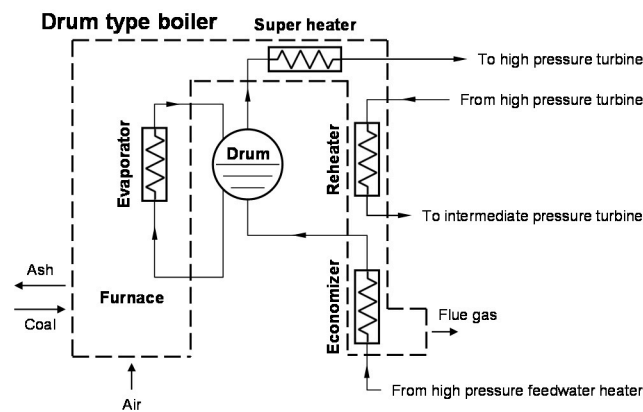 Drum type boiler
Super heater
To high pressure turbine
From high pressure turbine
Evaporator
Drum
Reheater
To intermediate pressure turbine
Ash
Coal
Furnace
Economizer
Flue gas
Air
From high pressure feedwater heater